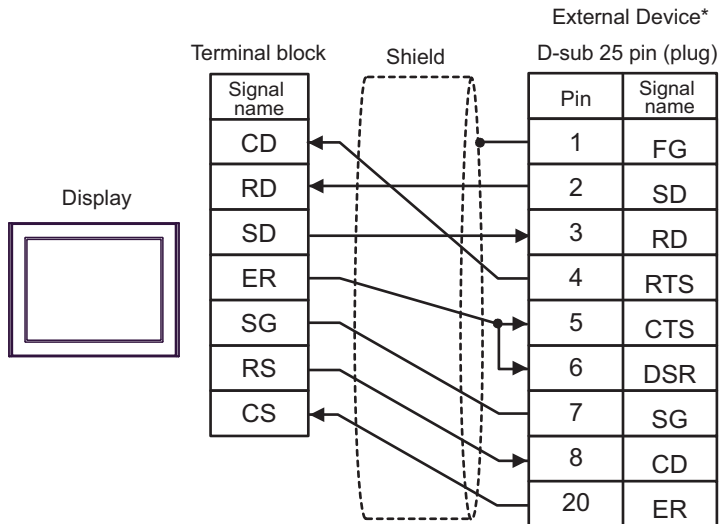 External Device*
Terminal block
Shield
D-sub 25 pin (plug)
Signal
name
Pin
Signal
name
CD
1
FG
RD
2
SD
Display
SD
3
RD
ER
4
RTS
SG
5
CTS
RS
6
DSR
CS
7
SG
8
CD
20
ER